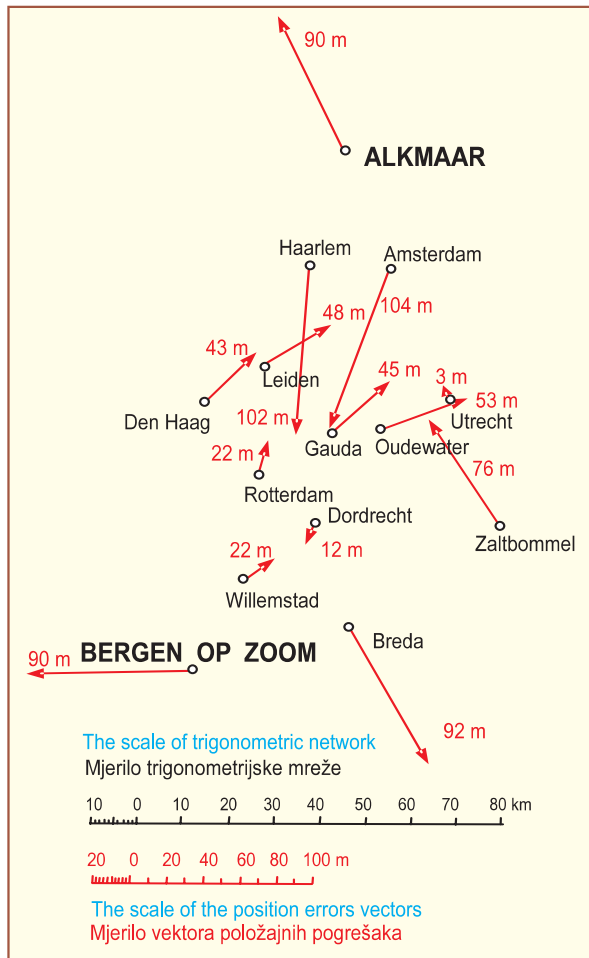 90 m
ALKMAAR
Haarlem
Amsterdam
104 m
48 m
43 m
45 m
3 m
Leiden
53 m
Den Haag
102 m
Utrecht
Gauda
Oudewater
22 m
76 m
Rotterdam
Dordrecht
Zaltbommel
22 m
12 m
Willemstad
Breda
BERGEN OP ZOOM
90 m
92 m
The scale of trigonometric network
Mjerilo trigonometrijske mreže
10 0 10 20 30 40 50 60 70 80 km
20 0 20 40 60 80 100 m
The scale of the position errors vectors
Mjerilo vektora položajnih pogrešaka